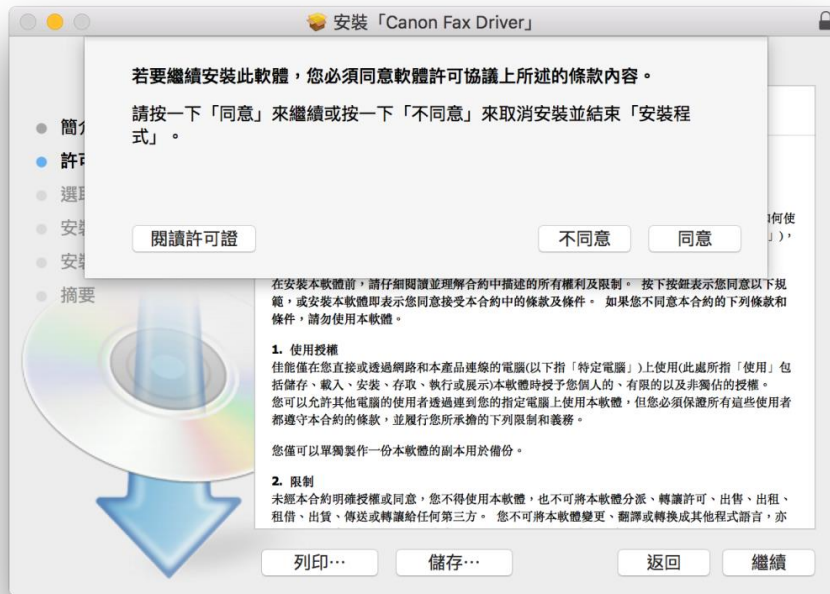 安裝「Canon Fax Driver」
若要繼續安裝此軟體，您必須同意軟體許可協議上所述的條款內容。
請按一下「同意」來繼續或按一下「不同意」來取消安裝並結束「安裝程
式」。
閱讀許可證
不同意
同意
簡
許
選
安
安
摘要
何使
」)，
在安裝本軟體前，請仔細閱讀並理解合約中描述的所有權利及限制。 按下按鈕表示您同意以下規
範，或安裝本軟體即表示您同意接受本合約中的條款及條件。 如果您不同意本合約的下列條款和
條件，請勿使用本軟體。
1. 使用授權
佳能僅在您直接或透過網路和本產品連線的電腦(以下指「特定電腦」)上使用(此處所指「使用」包
括儲存、載入、安裝、存取、執行或展示)本軟體時授予您個人的、有限的以及非獨佔的授權。
您可以允許其他電腦的使用者透過連到您的指定電腦上使用本軟體，但您必須保證所有這些使用者
都遵守本合約的條款，並履行您所承擔的下列限制和義務。
您僅可以單獨製作一份本軟體的副本用於備份。
2. 限制
未經本合約明確授權或同意，您不得使用本軟體，也不可將本軟體分派、轉讓許可、出售、出租、
租借、出賃、傳送或轉讓給任何第三方。 您不可將本軟體變更、翻譯或轉換成其他程式語言，亦
列印…
儲存…
返回
繼續